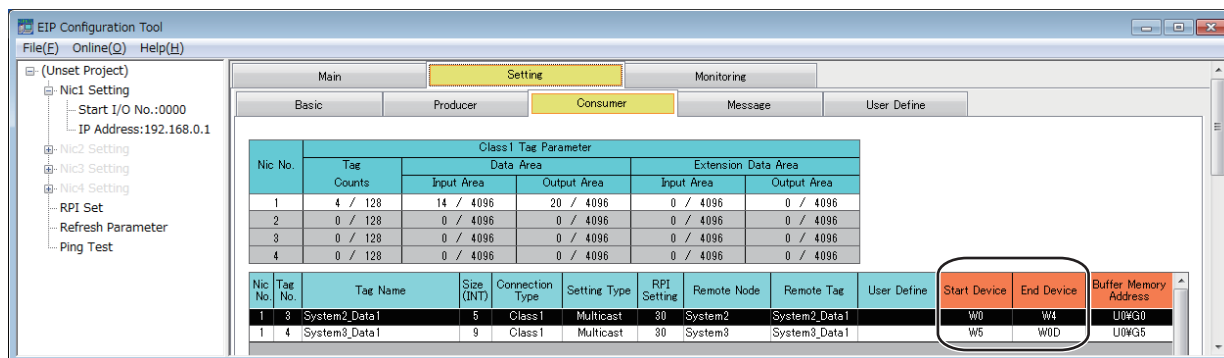 EIP Configuration Tool
File(F) Online(O) Help(H)
(Unset Project)
Nic1 Setting
Start I/O No.:0000
IP Address:192.168.0.1
Nic2 Setting
Nic3 Setting
Nic4 Setting
RPI Set
Refresh Parameter
Ping Test
Main Setting Monitoring
Basic Producer Consumer Message User Define
Nic No. Class1 Tag Parameter
Tag Counts Data Area Extension Data Area
Input Area Output Area Input Area Output Area
1 4 / 128 14 / 4096 20 / 4096 0 / 4096 0 / 4096
2 0 / 128 0 / 4096 0 / 4096 0 / 4096 0 / 4096
3 0 / 128 0 / 4096 0 / 4096 0 / 4096 0 / 4096
4 0 / 128 0 / 4096 0 / 4096 0 / 4096 0 / 4096
Nic No. Tag No. Tag Name Size (INT) Connection Type Setting Type RPI Setting Remote Node Remote Tag User Define Start Device End Device Buffer Memory Address
1 3 System2_Data1 5 Class1 Multicast 30 System2 System2_Data1 W0 W4 U0¥G0
1 4 System3_Data1 9 Class1 Multicast 30 System3 System3_Data1 W5 W0D U0¥G0